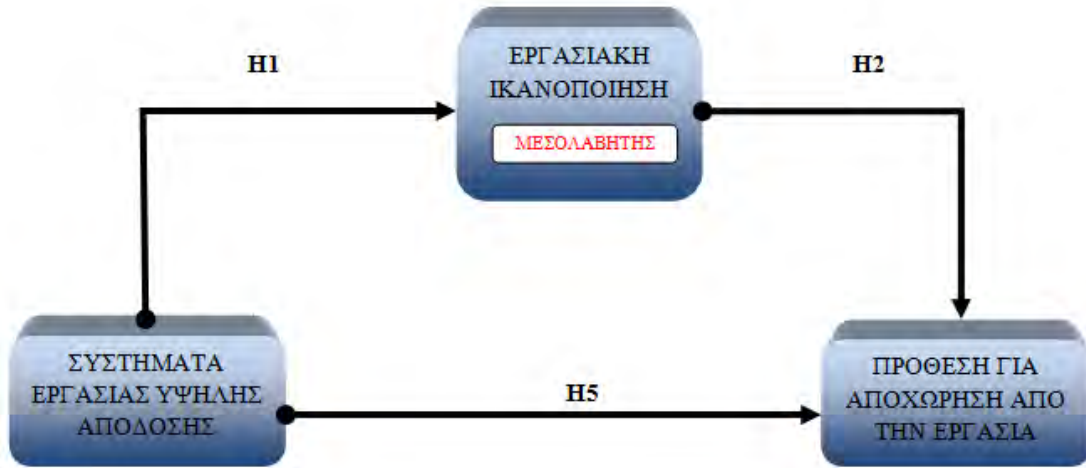 H1
ΕΡΓΑΣΙΑΚΗ
ΙΚΑΝΟΠΟΙΗΣΗ
ΜΕΣΟΛΑΒΗΤΗΣ
H2
ΣΥΣΤΗΜΑΤΑ
ΕΡΓΑΣΙΑΣ ΥΨΗΛΗΣ
ΑΠΟΔΟΣΗΣ
H5
ΠΡΟΘΕΣΗ ΓΙΑ
ΑΠΟΧΩΡΗΣΗ ΑΠΟ
ΤΗΝ ΕΡΓΑΣΙΑ